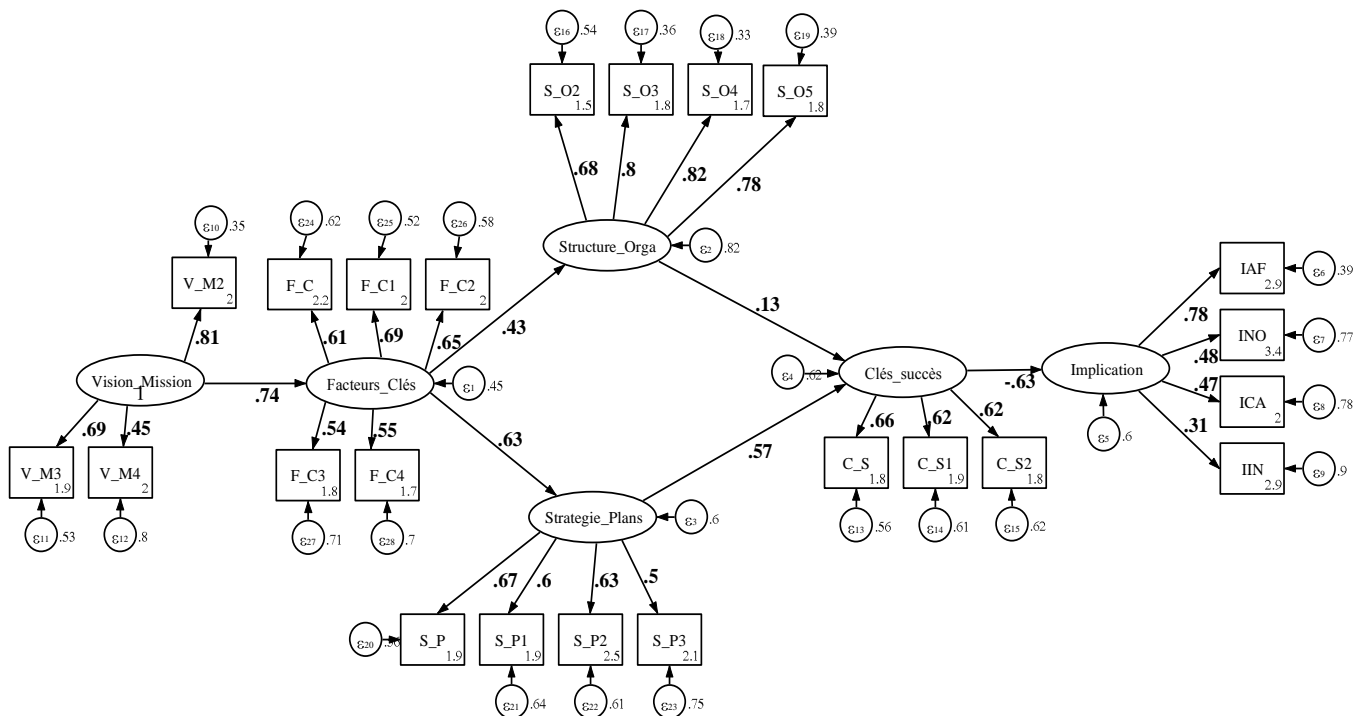 ε16 .54
ε17 .36
ε18 .33
ε19 .39
S_O2 1.5
S_O3 1.8
S_O4 1.7
S_O5 1.8
.68
.8
.82
.78
ε10 .35
ε24 .62
ε25 .52
ε26 .58
V_M2 2
F_C 2.2
F_C1 2
F_C2 2
Structure_Orga
ε2 .82
.81
.61
.69
.65
.43
.13
IAF 2.9
ε6 .39
INO 3.4
ε7 .77
ICA 2
ε8 .78
IIN 2.9
ε9 .9
.78
.48
.47
.31
Vision_Mission
1
.74
Facteurs_Clés
ε1 .45
ε4 .62
Clés_succès
-.63
Implication
ε5 .6
.69
.45
.54
.55
.63
.57
.66
.62
.62
V_M3 1.9
V_M4 2
F_C3 1.8
F_C4 1.7
C_S 1.8
C_S1 1.9
C_S2 1.8
ε11 .53
ε12 .8
ε27 .71
ε28 .7
Strategie_Plans
ε3 .6
ε13 .56
ε14 .61
ε15 .62
.67
.6
.63
.5
ε20
S_P 1.9
S_P1 1.9
S_P2 2.5
S_P3 2.1
ε21 .64
ε22 .61
ε23 .75